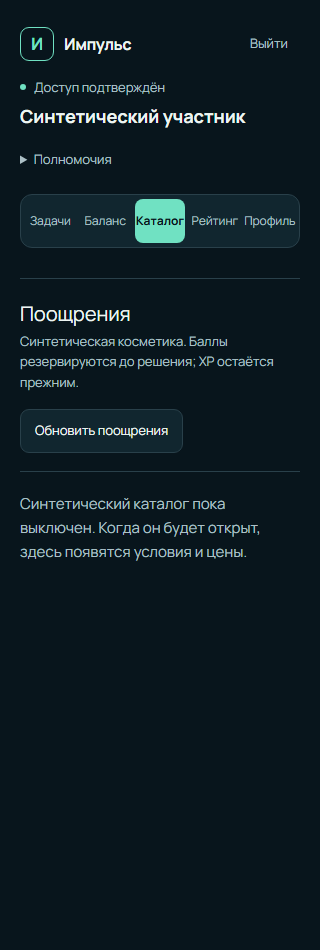 И Импульс Выйти
Доступ подтверждён
Синтетический участник
Полномочия
Задачи Баланс Каталог Рейтинг Профиль
Поощрения
Синтетическая косметика. Баллы
резервируются до решения; XP остаётся
прежним.
Обновить поощрения
Синтетический каталог пока
выключен. Когда он будет открыт,
здесь появятся условия и цены.